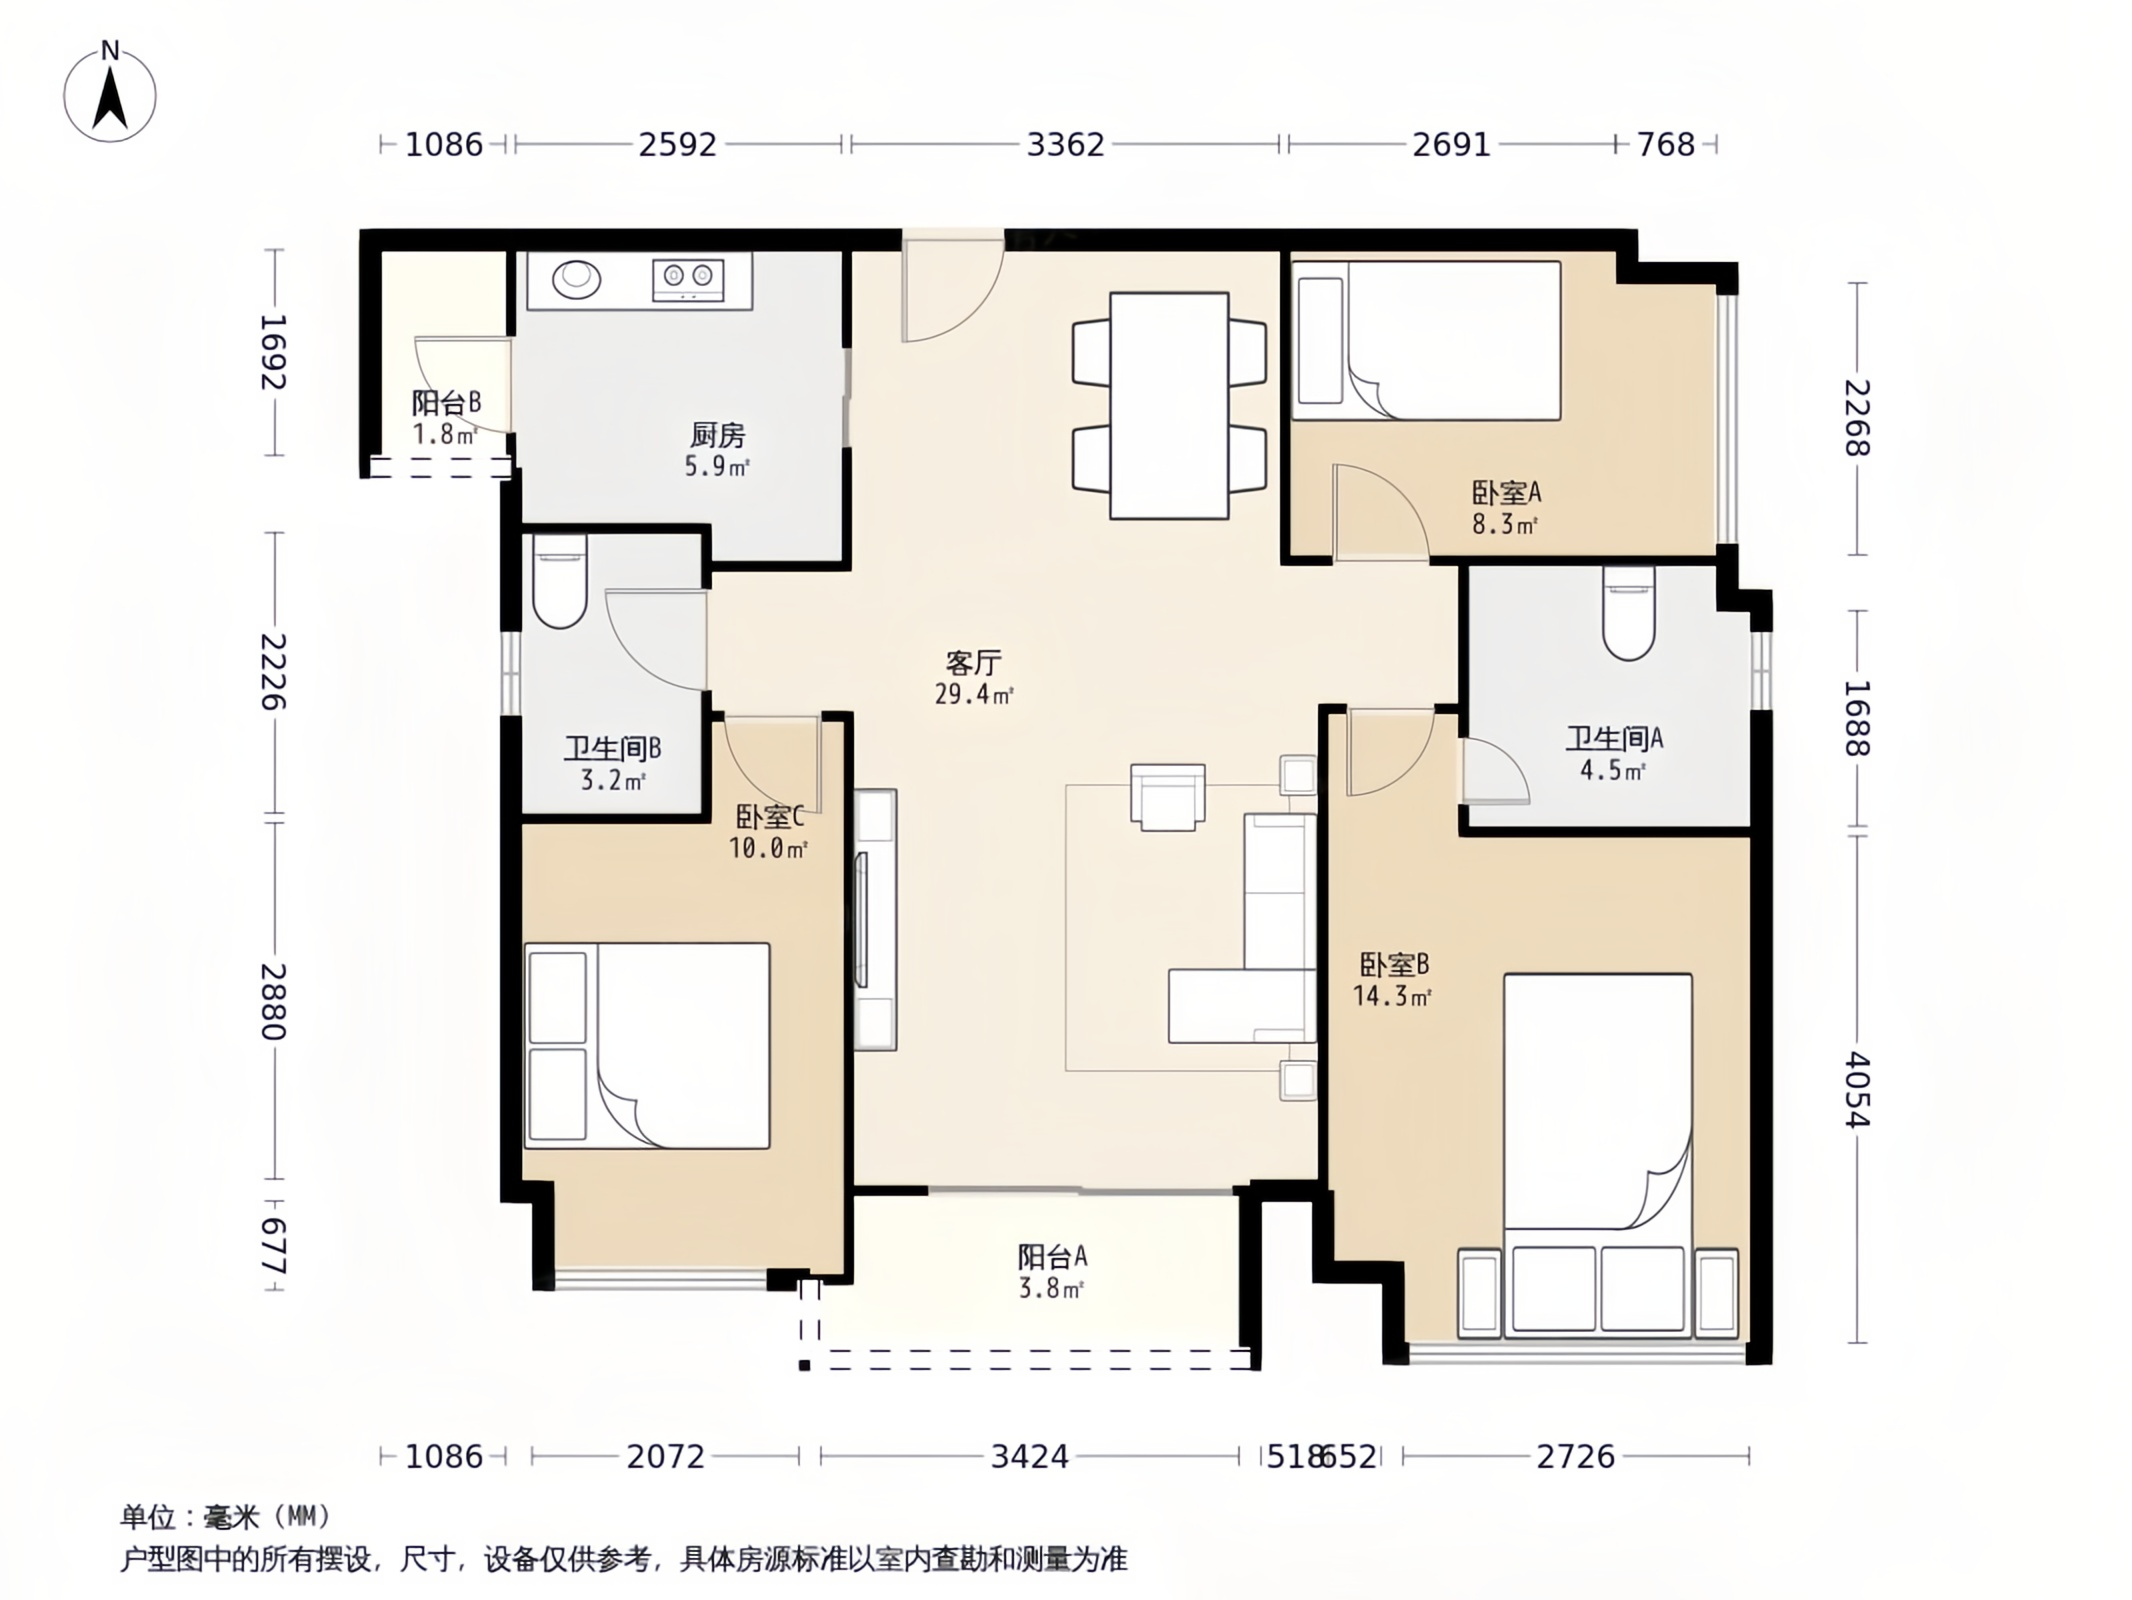 N
1086 2592 3362 2691 768
1692
2226
2880
677
2268
1688
4054
阳台B
1.8㎡
厨房
5.9㎡
卧室A
8.3㎡
客厅
29.4㎡
卫生间B
3.2㎡
卫生间A
4.5㎡
卧室C
10.0㎡
卧室B
14.3㎡
阳台A
3.8㎡
1086 2072 3424 518 652 2726
单位：毫米（MM）
户型图中的所有摆设，尺寸，设备仅供参考，具体房源标准以室内查勘和测量为准